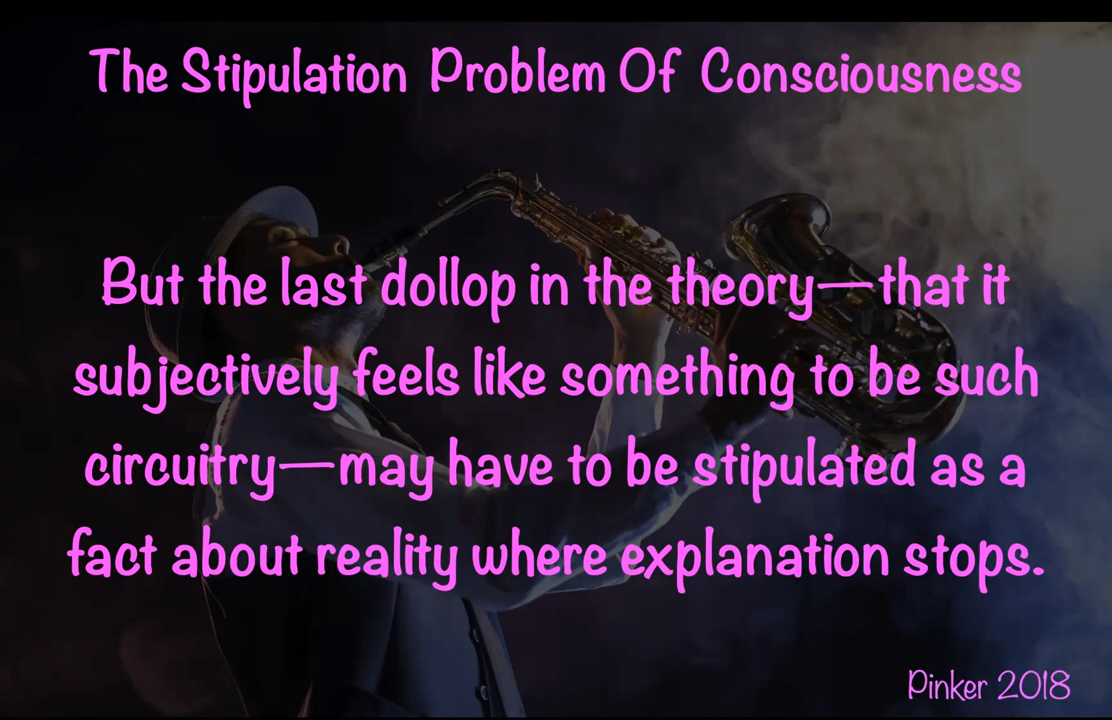 The Stipulation Problem Of Consciousness
But the last dollop in the theory—that it
subjectively feels like something to be such
circuitry—may have to be stipulated as a
fact about reality where explanation stops.
Pinker 2018